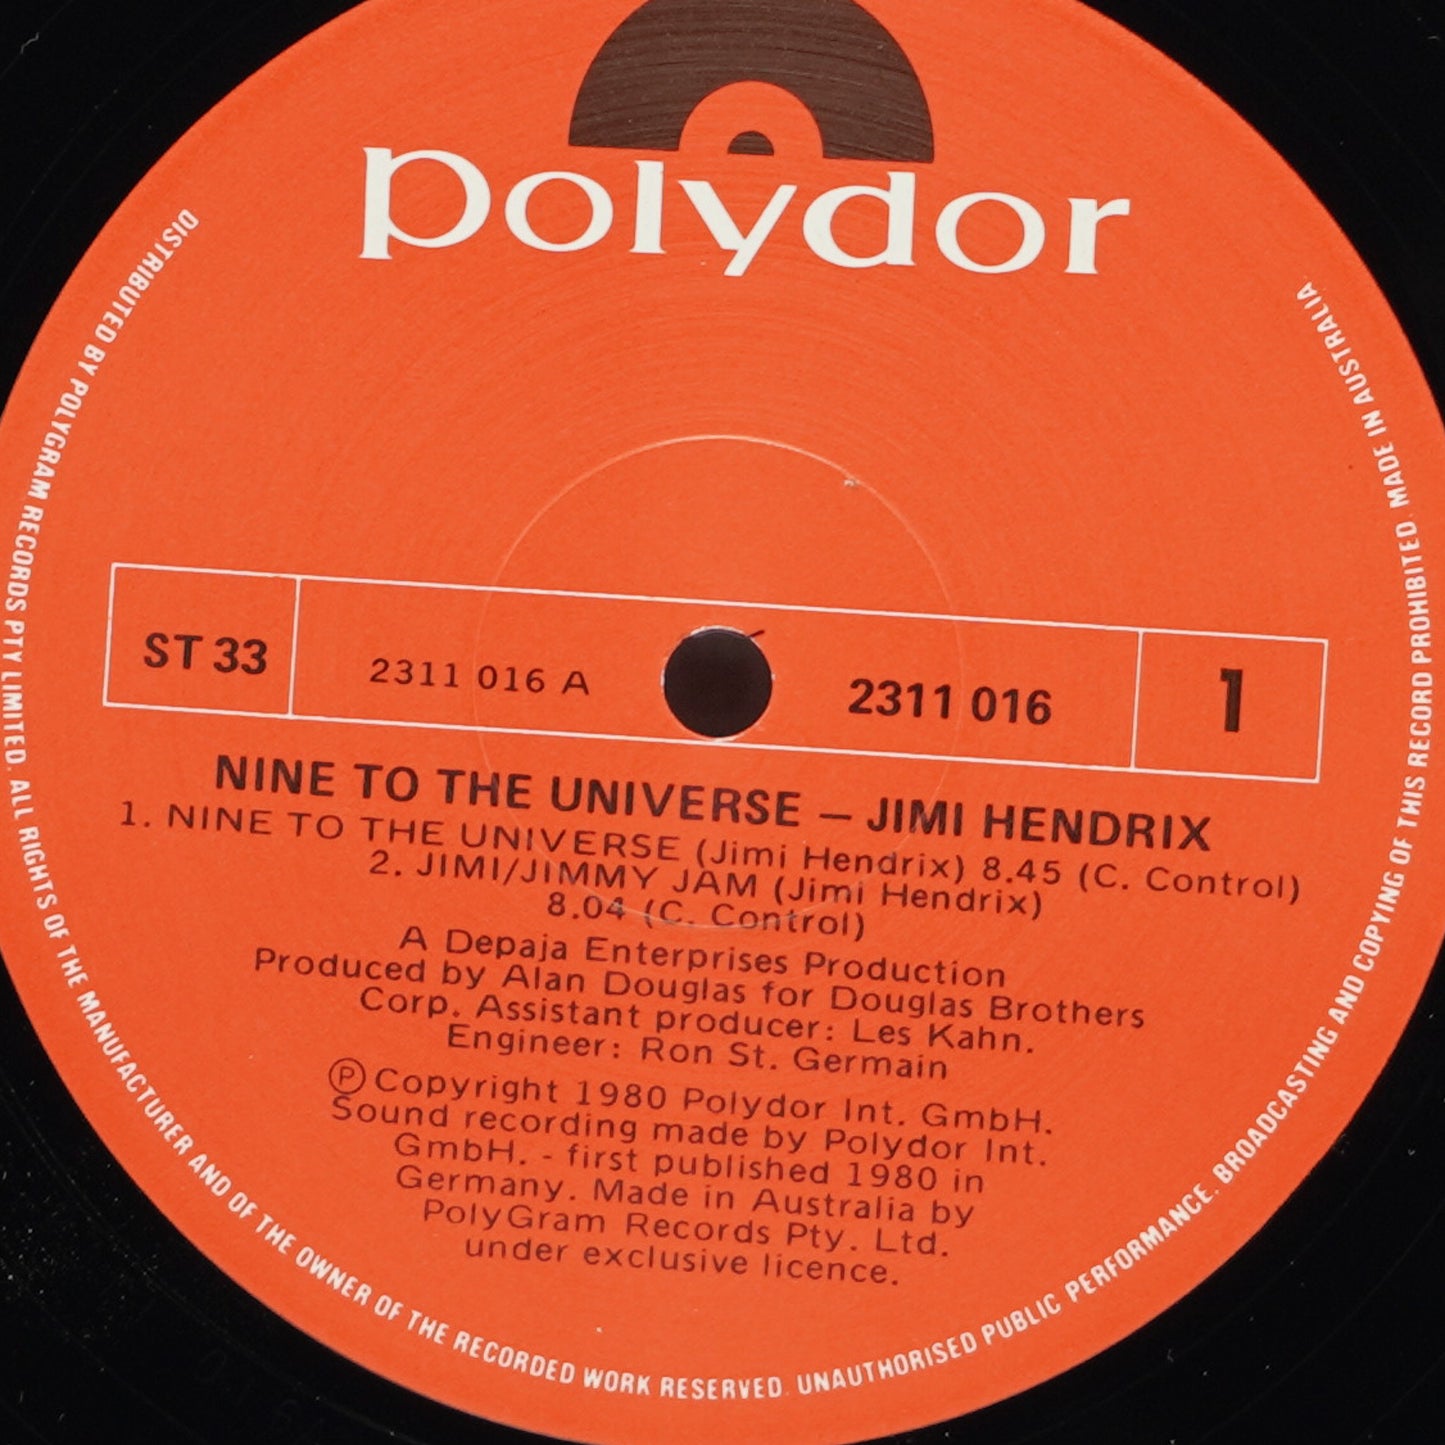 polydor
DISTRIBUTED BY POLYGRAM RECORDS PTY LIMITED. ALL RIGHTS OF THE MANUFACTURER AND OF THE OWNER OF THE RECORDED WORK RESERVED. UNAUTHORISED PUBLIC PERFORMANCE. BROADCASTING AND COPYING OF THIS RECORD PROHIBITED. MADE IN AUSTRALIA
ST 33 2311 016 A 2311 016 1
NINE TO THE UNIVERSE – JIMI HENDRIX
1. NINE TO THE UNIVERSE (Jimi Hendrix) 8.45 (C. Control)
2. JIMI/JIMMY JAM (Jimi Hendrix)
8.04 (C. Control)
A Depaja Enterprises Production
Produced by Alan Douglas for Douglas Brothers
Corp. Assistant producer: Les Kahn.
Engineer: Ron St. Germain
Ⓟ Copyright 1980 Polydor Int. GmbH.
Sound recording made by Polydor Int.
GmbH. - first published 1980 in
Germany. Made in Australia by
PolyGram Records Pty. Ltd.
under exclusive licence.